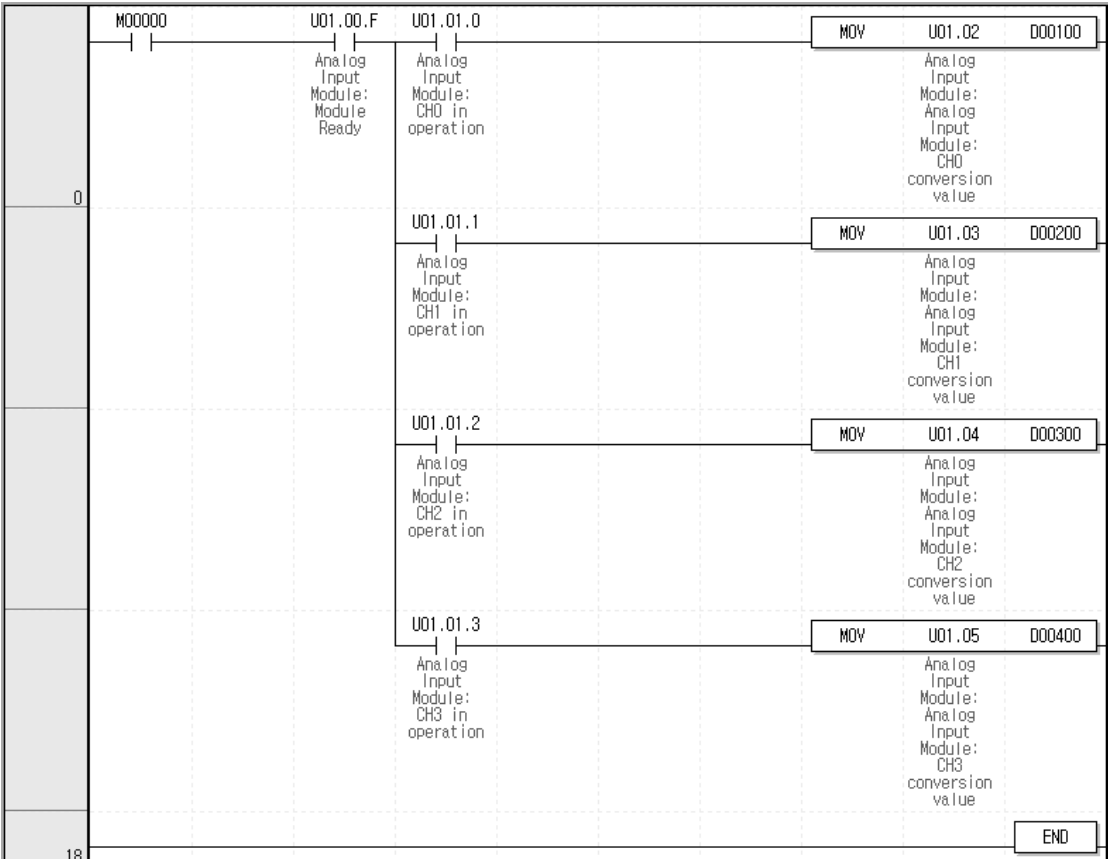 M00000 U01.00.F U01.01.0
MOV U01.02 D00100
Analog
Input
Module:
Module
Ready
Analog
Input
Module:
CH0 in
operation
Analog
Input
Module:
Analog
Input
Module:
CH0
conversion
value
0
U01.01.1
MOV U01.03 D00200
Analog
Input
Module:
CH1 in
operation
Analog
Input
Module:
Analog
Input
Module:
CH1
conversion
value
U01.01.2
MOV U01.04 D00300
Analog
Input
Module:
CH2 in
operation
Analog
Input
Module:
Analog
Input
Module:
CH2
conversion
value
U01.01.3
MOV U01.05 D00400
Analog
Input
Module:
CH3 in
operation
Analog
Input
Module:
Analog
Input
Module:
CH3
conversion
value
END
18